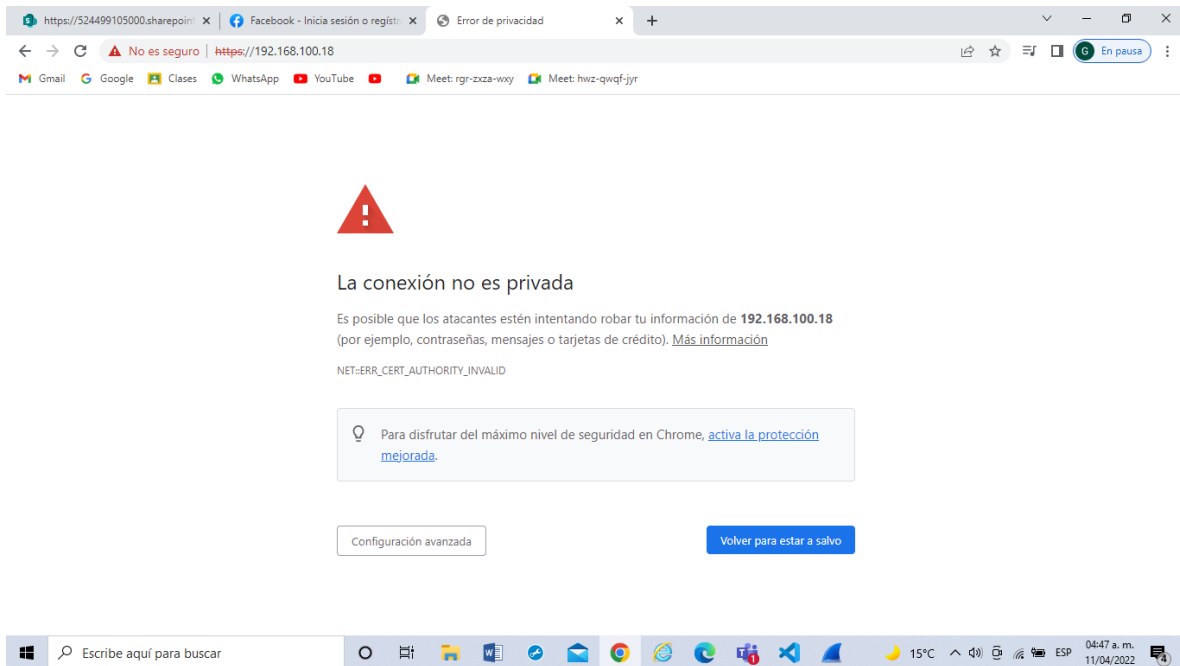 https://524499105000.sharepoint
Facebook - Inicia sesión o regístr
Error de privacidad
No es seguro https://192.168.100.18
G En pausa
Gmail Google Clases WhatsApp YouTube Meet: rgr-zxza-wxy Meet: hwz-qwqf-jyr
La conexión no es privada
Es posible que los atacantes estén intentando robar tu información de 192.168.100.18
(por ejemplo, contraseñas, mensajes o tarjetas de crédito). Más información
NET::ERR_CERT_AUTHORITY_INVALID
Para disfrutar del máximo nivel de seguridad en Chrome, activa la protección
mejorada.
Configuración avanzada
Volver para estar a salvo
Escribe aquí para buscar
15°C
ESP
04:47 a. m.
11/04/2022